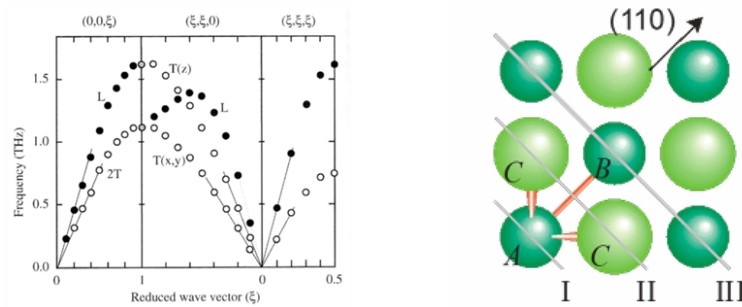 (0,0,ξ) (ξ,ξ,0) (ξ,ξ,ξ)
1.5
1.0
0.5
0.0
Frequency (THz)
L
2T
T(z)
L
T(x,y)
0 1 0 0.5
Reduced wave vector (ξ)
(110)
C B
A C
I II III